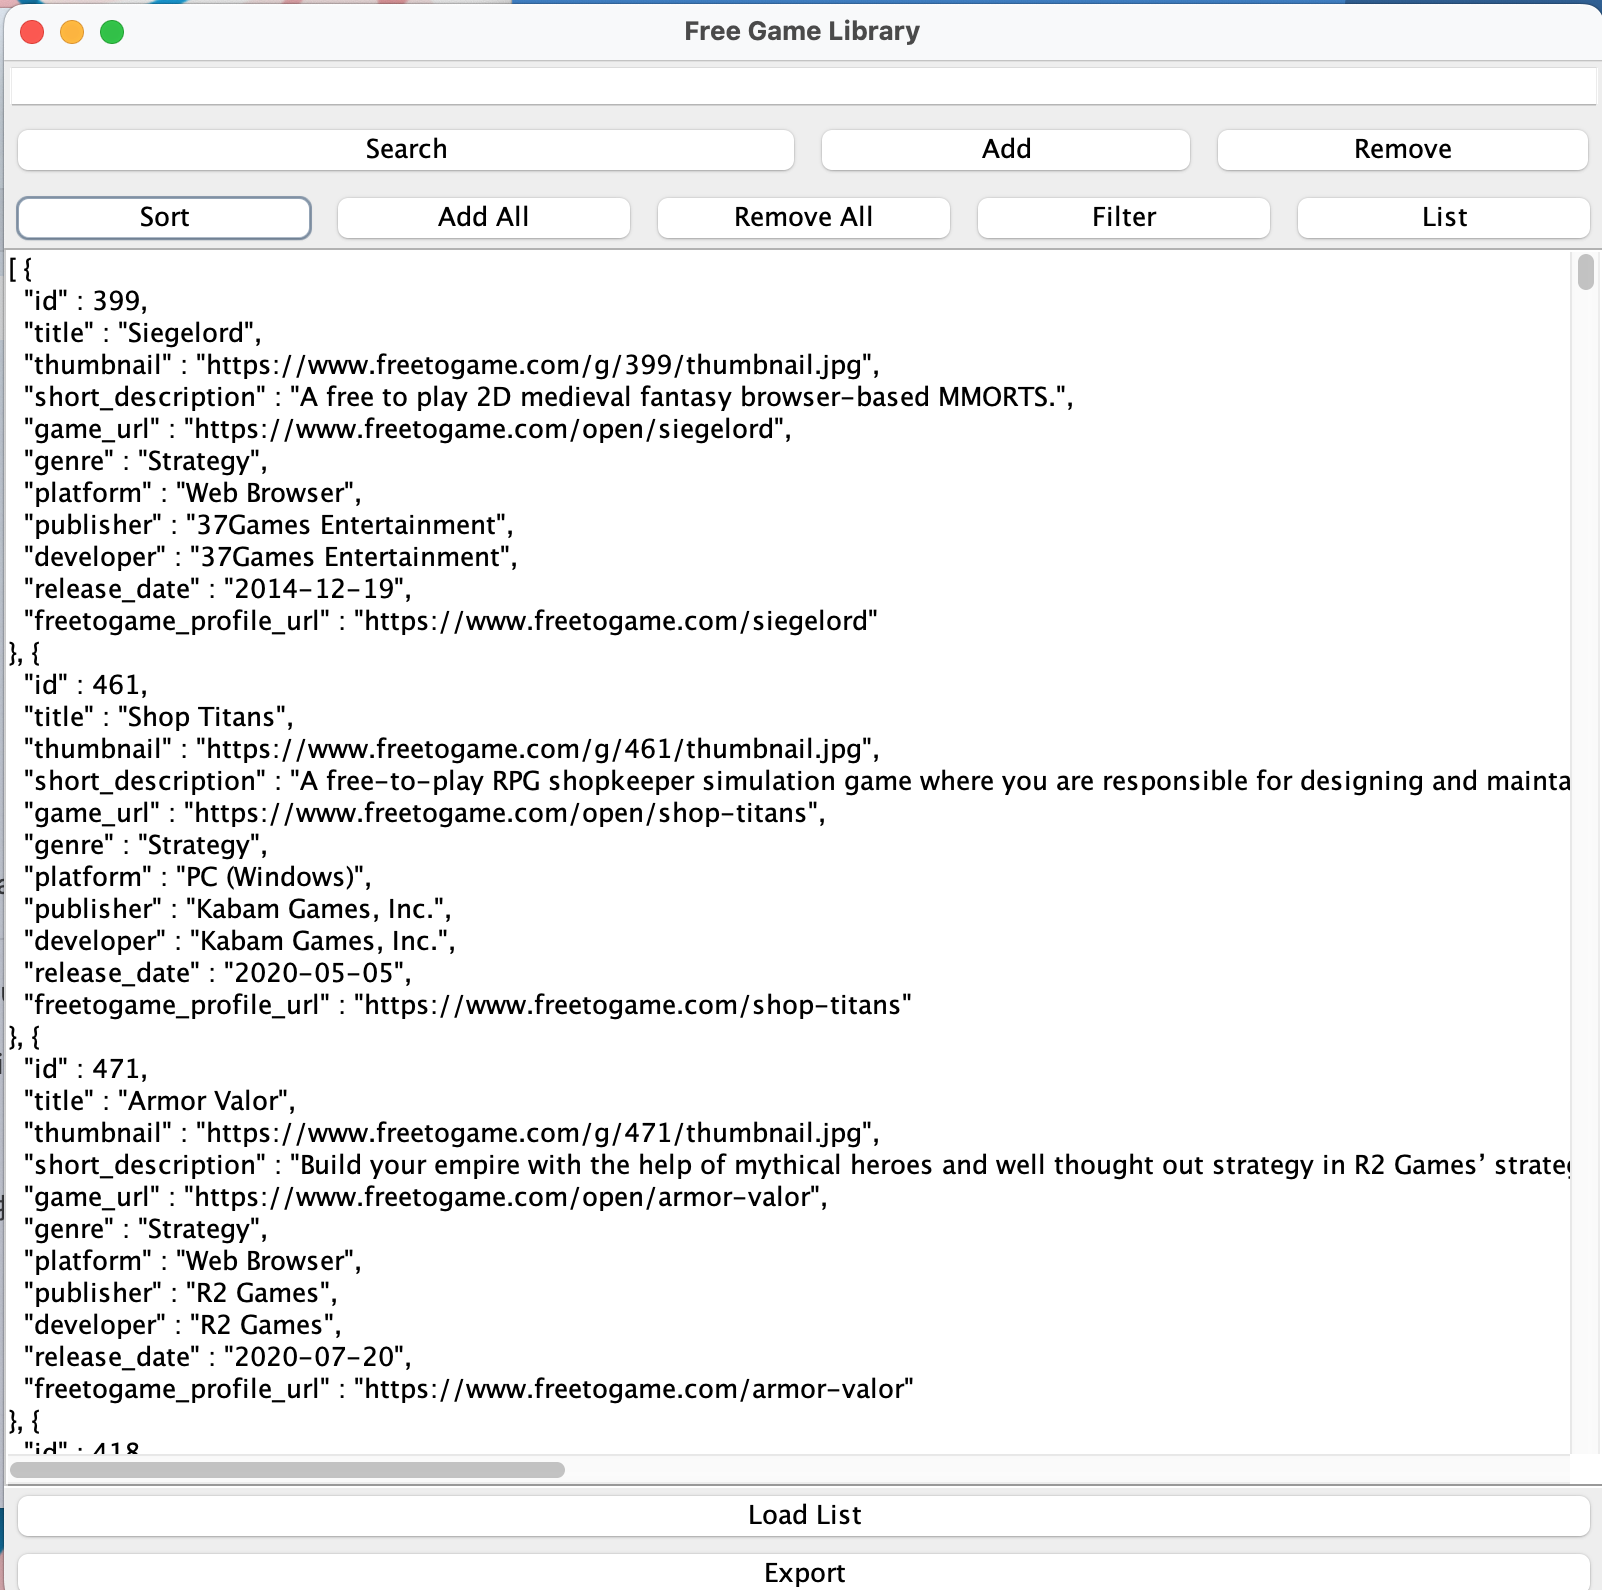 Free Game Library
Search Add Remove
Sort Add All Remove All Filter List
[ {
"id" : 399,
"title" : "Siegelord",
"thumbnail" : "https://www.freetogame.com/g/399/thumbnail.jpg",
"short_description" : "A free to play 2D medieval fantasy browser-based MMORTS.",
"game_url" : "https://www.freetogame.com/open/siegelord",
"genre" : "Strategy",
"platform" : "Web Browser",
"publisher" : "37Games Entertainment",
"developer" : "37Games Entertainment",
"release_date" : "2014-12-19",
"freetogame_profile_url" : "https://www.freetogame.com/siegelord"
}, {
"id" : 461,
"title" : "Shop Titans",
"thumbnail" : "https://www.freetogame.com/g/461/thumbnail.jpg",
"short_description" : "A free-to-play RPG shopkeeper simulation game where you are responsible for designing and mainta
"game_url" : "https://www.freetogame.com/open/shop-titans",
"genre" : "Strategy",
"platform" : "PC (Windows)",
"publisher" : "Kabam Games, Inc.",
"developer" : "Kabam Games, Inc.",
"release_date" : "2020-05-05",
"freetogame_profile_url" : "https://www.freetogame.com/shop-titans"
}, {
"id" : 471,
"title" : "Armor Valor",
"thumbnail" : "https://www.freetogame.com/g/471/thumbnail.jpg",
"short_description" : "Build your empire with the help of mythical heroes and well thought out strategy in R2 Games’ strate
"game_url" : "https://www.freetogame.com/open/armor-valor",
"genre" : "Strategy",
"platform" : "Web Browser",
"publisher" : "R2 Games",
"developer" : "R2 Games",
"release_date" : "2020-07-20",
"freetogame_profile_url" : "https://www.freetogame.com/armor-valor"
}, {
"id" : 418
Load List
Export